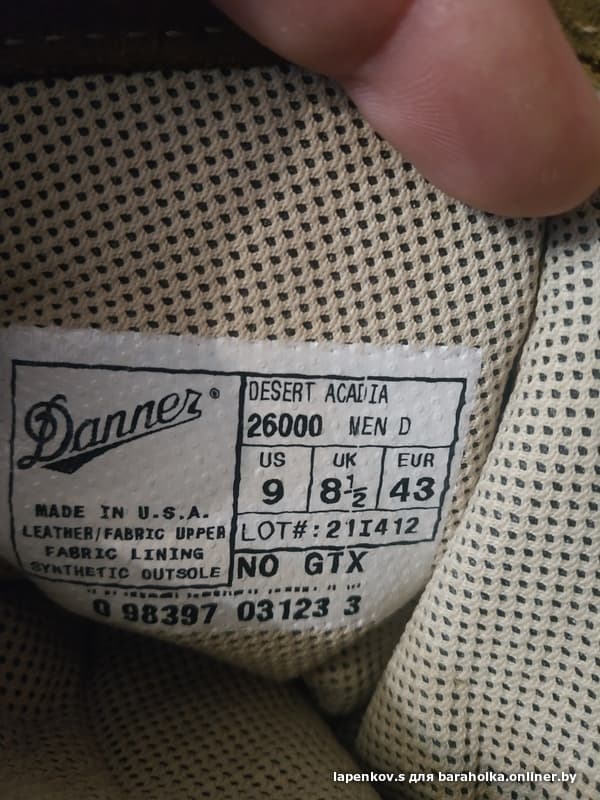 Danner®
MADE IN U.S.A.
LEATHER/FABRIC UPPER
FABRIC LINING
SYNTHETIC OUTSOLE
DESERT ACADIA
26000 MEN D
US UK EUR
9 8½ 43
LOT#:21I412
NO GTX
0 98397 03123 3
lapenkov.s для baraholka.onliner.by